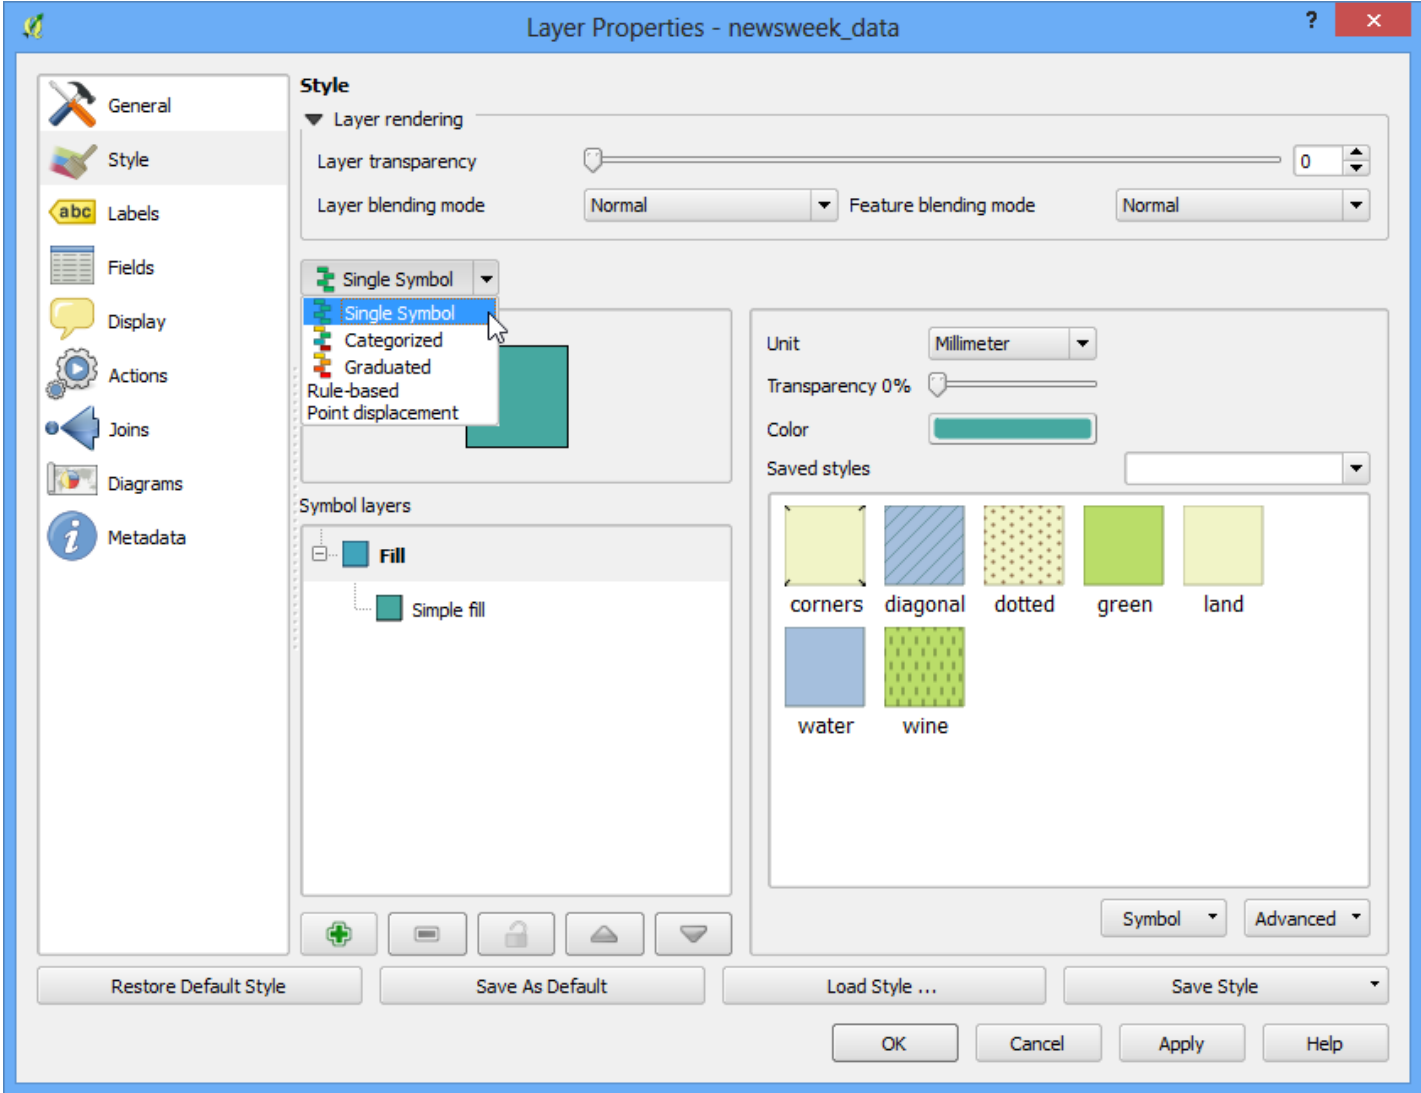 Layer Properties - newsweek_data
?
General
Style
abc Labels
Fields
Display
Actions
Joins
Diagrams
i Metadata
Style
Layer rendering
Layer transparency 0
Layer blending mode Normal Feature blending mode Normal
Single Symbol
Single Symbol
Categorized
Graduated
Rule-based
Point displacement
Symbol layers
Fill
Simple fill
Unit Millimeter
Transparency 0%
Color
Saved styles
corners diagonal dotted green land
water wine
Symbol Advanced
Restore Default Style Save As Default Load Style ... Save Style
OK Cancel Apply Help